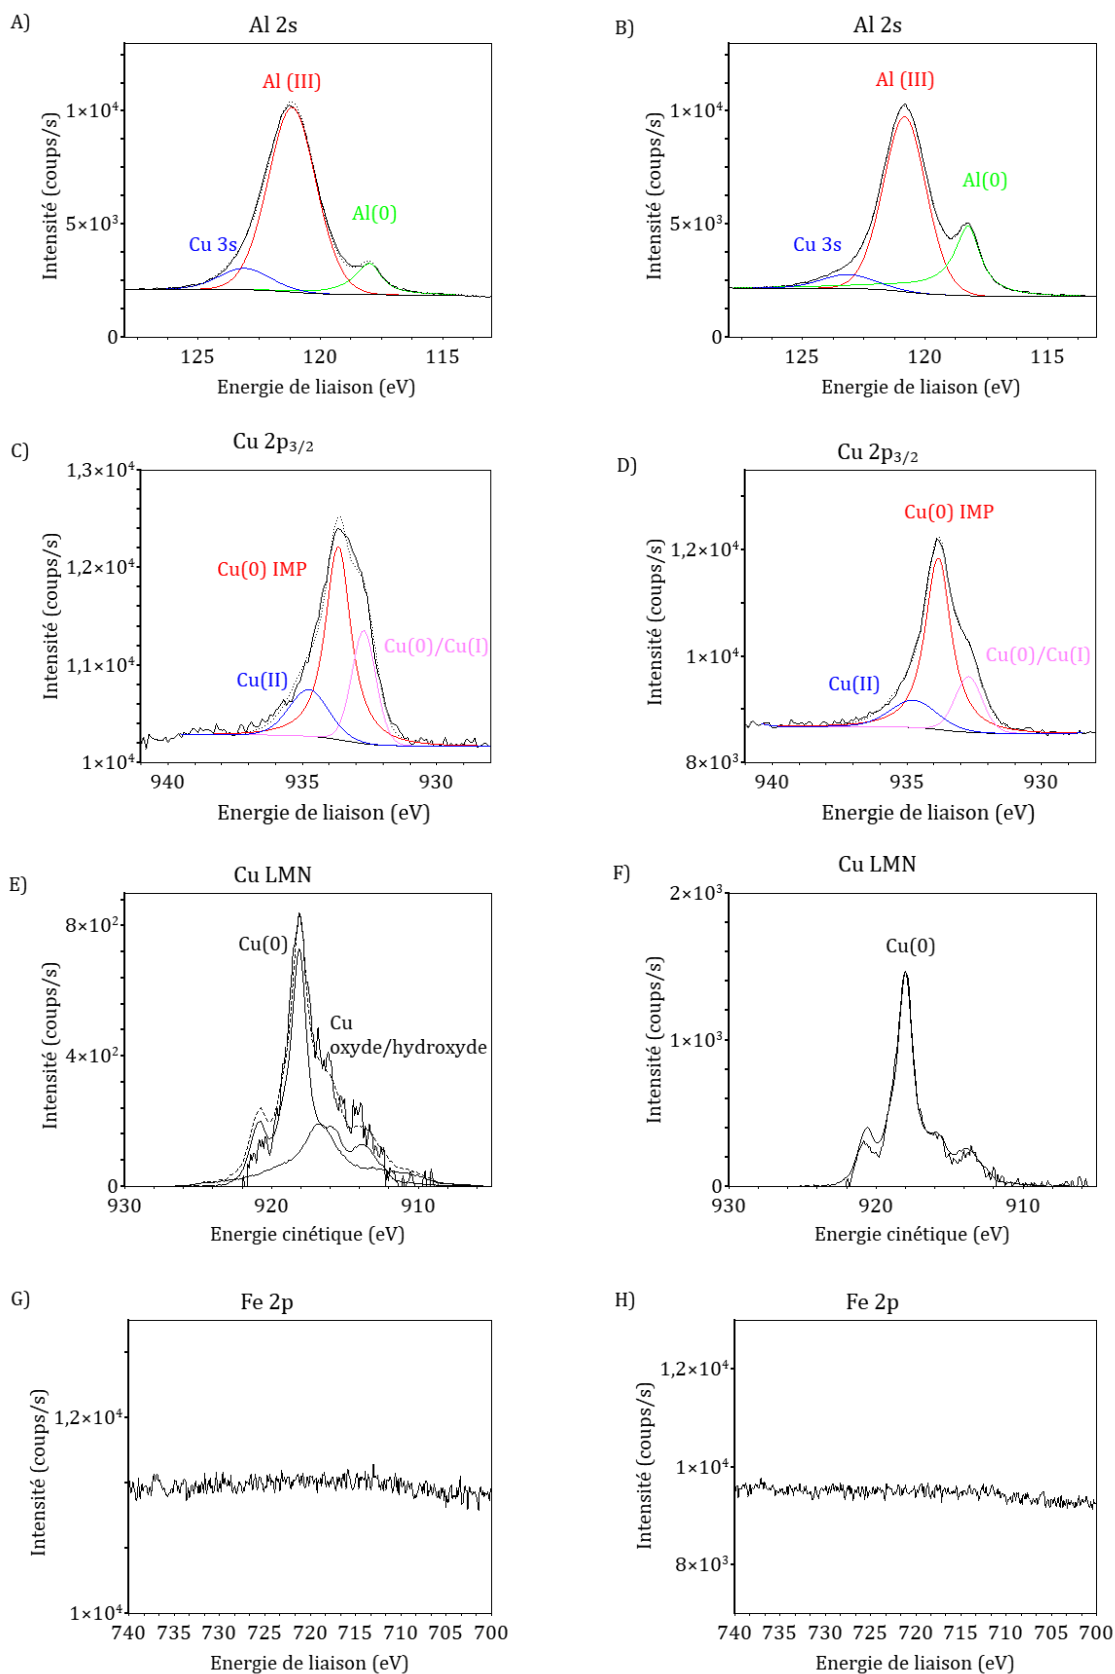 A)
Al 2s
Al (III)
Al(0)
Cu 3s
1×10⁴
5×10³
0
125
120
115
Intensité (coups/s)
Energie de liaison (eV)
B)
Al 2s
Al (III)
Al(0)
Cu 3s
1×10⁴
5×10³
0
125
120
115
Intensité (coups/s)
Energie de liaison (eV)
C)
Cu 2p₃/₂
1,3×10⁴
1,2×10⁴
1,1×10⁴
1×10⁴
Cu(0) IMP
Cu(0)/Cu(I)
Cu(II)
940
935
930
Intensité (coups/s)
Energie de liaison (eV)
D)
Cu 2p₃/₂
Cu(0) IMP
Cu(0)/Cu(I)
Cu(II)
1,2×10⁴
1×10⁴
8×10³
940
935
930
Intensité (coups/s)
Energie de liaison (eV)
E)
Cu LMN
Cu(0)
Cu
oxyde/hydroxyde
8×10²
4×10²
0
930
920
910
Intensité (coups/s)
Energie cinétique (eV)
F)
Cu LMN
Cu(0)
2×10³
1×10³
0
930
920
910
Intensité (coups/s)
Energie cinétique (eV)
G)
Fe 2p
1,2×10⁴
1×10⁴
740 735 730 725 720 715 710 705 700
Intensité (coups/s)
Energie de liaison (eV)
H)
Fe 2p
1,2×10⁴
1×10⁴
8×10³
740 735 730 725 720 715 710 705 700
Intensité (coups/s)
Energie de liaison (eV)